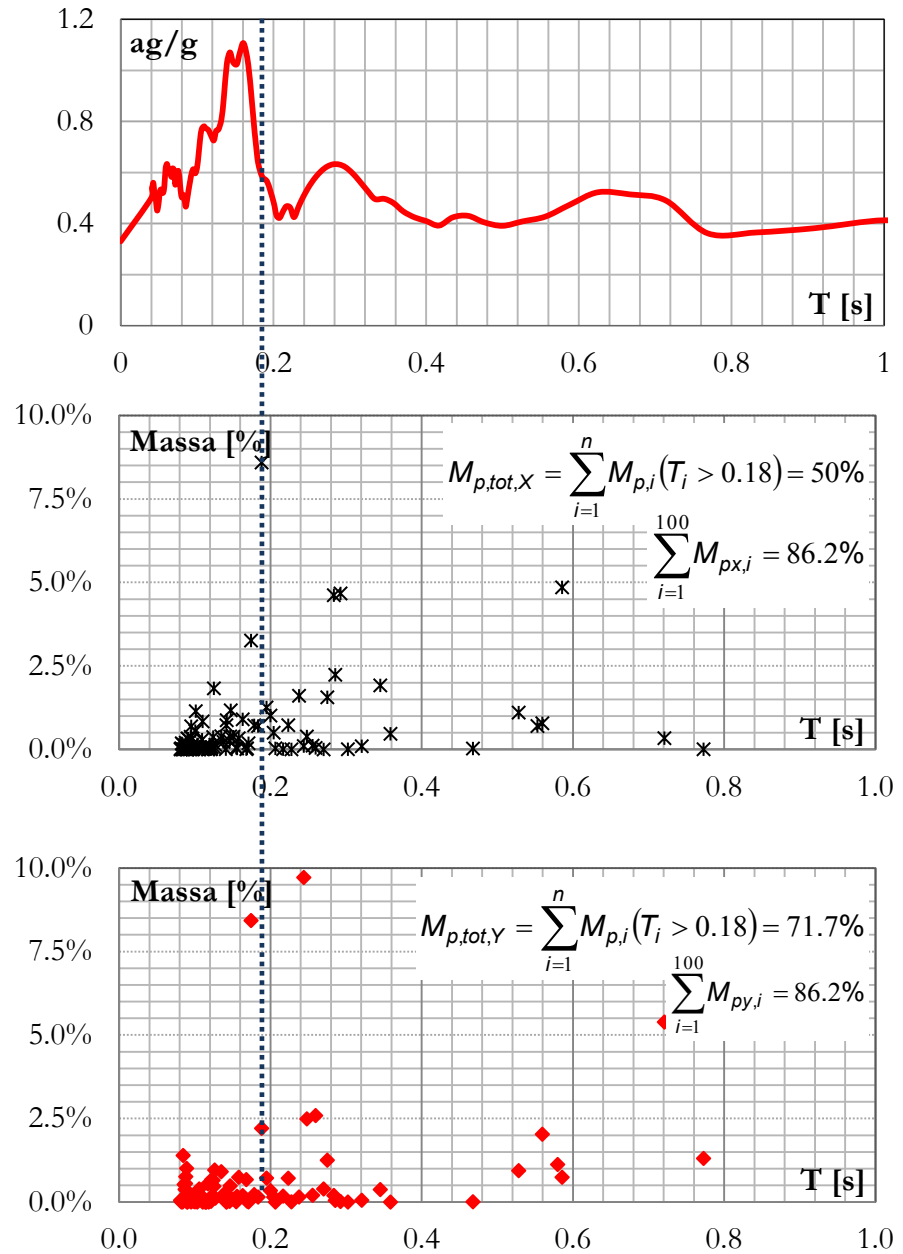 1.2
ag/g
0.8
0.4
0
T [s]
0 0.2 0.4 0.6 0.8 1
10.0%
Massa [%]
M_{p,tot,X} = \sum_{i=1}^{n} M_{p,i}(T_i > 0.18) = 50%
7.5%
\sum_{i=1}^{100} M_{px,i} = 86.2%
5.0%
2.5%
T [s]
0.0%
0.0 0.2 0.4 0.6 0.8 1.0
10.0%
Massa [%]
M_{p,tot,Y} = \sum_{i=1}^{n} M_{p,i}(T_i > 0.18) = 71.7%
7.5%
\sum_{i=1}^{100} M_{py,i} = 86.2%
5.0%
2.5%
T [s]
0.0%
0.0 0.2 0.4 0.6 0.8 1.0